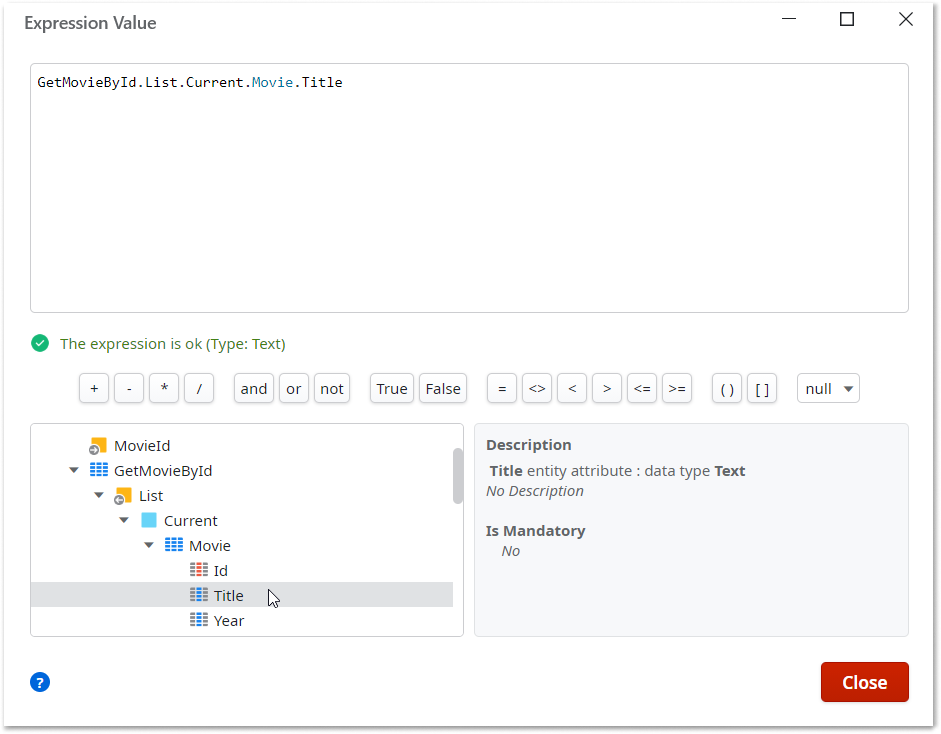 Expression Value
GetMovieById.List.Current.Movie.Title
The expression is ok (Type: Text)
+ - * / and or not True False = <> < > <= >= ( ) [ ] null
MovieId
GetMovieById
List
Current
Movie
Id
Title
Year
Description
Title entity attribute : data type Text
No Description
Is Mandatory
No
?
Close